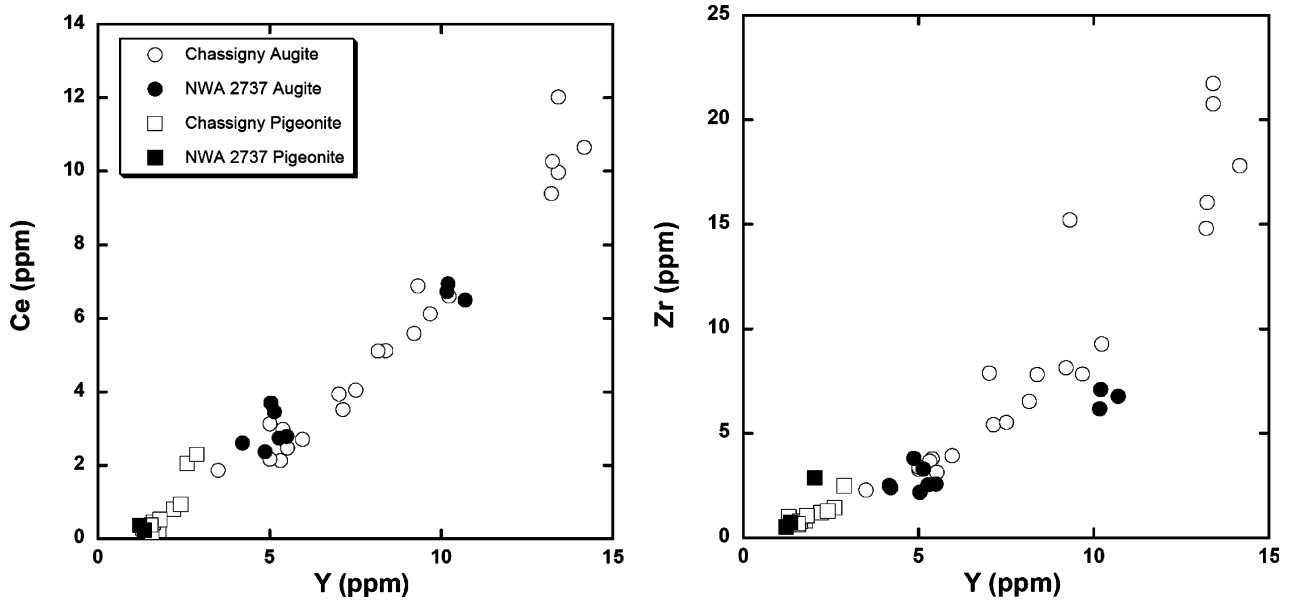 14
12
10
8
6
4
2
0
Ce (ppm)
Chassigny Augite
NWA 2737 Augite
Chassigny Pigeonite
NWA 2737 Pigeonite
0 5 10 15
Y (ppm)
25
20
15
10
5
0
Zr (ppm)
0 5 10 15
Y (ppm)